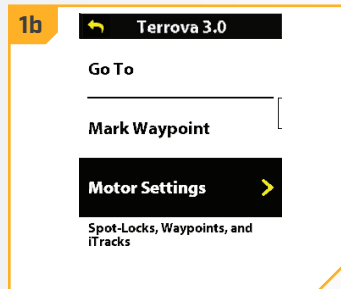 1b
Terrova 3.0
Go To
Mark Waypoint
Motor Settings
Spot-Locks, Waypoints, and
iTracks